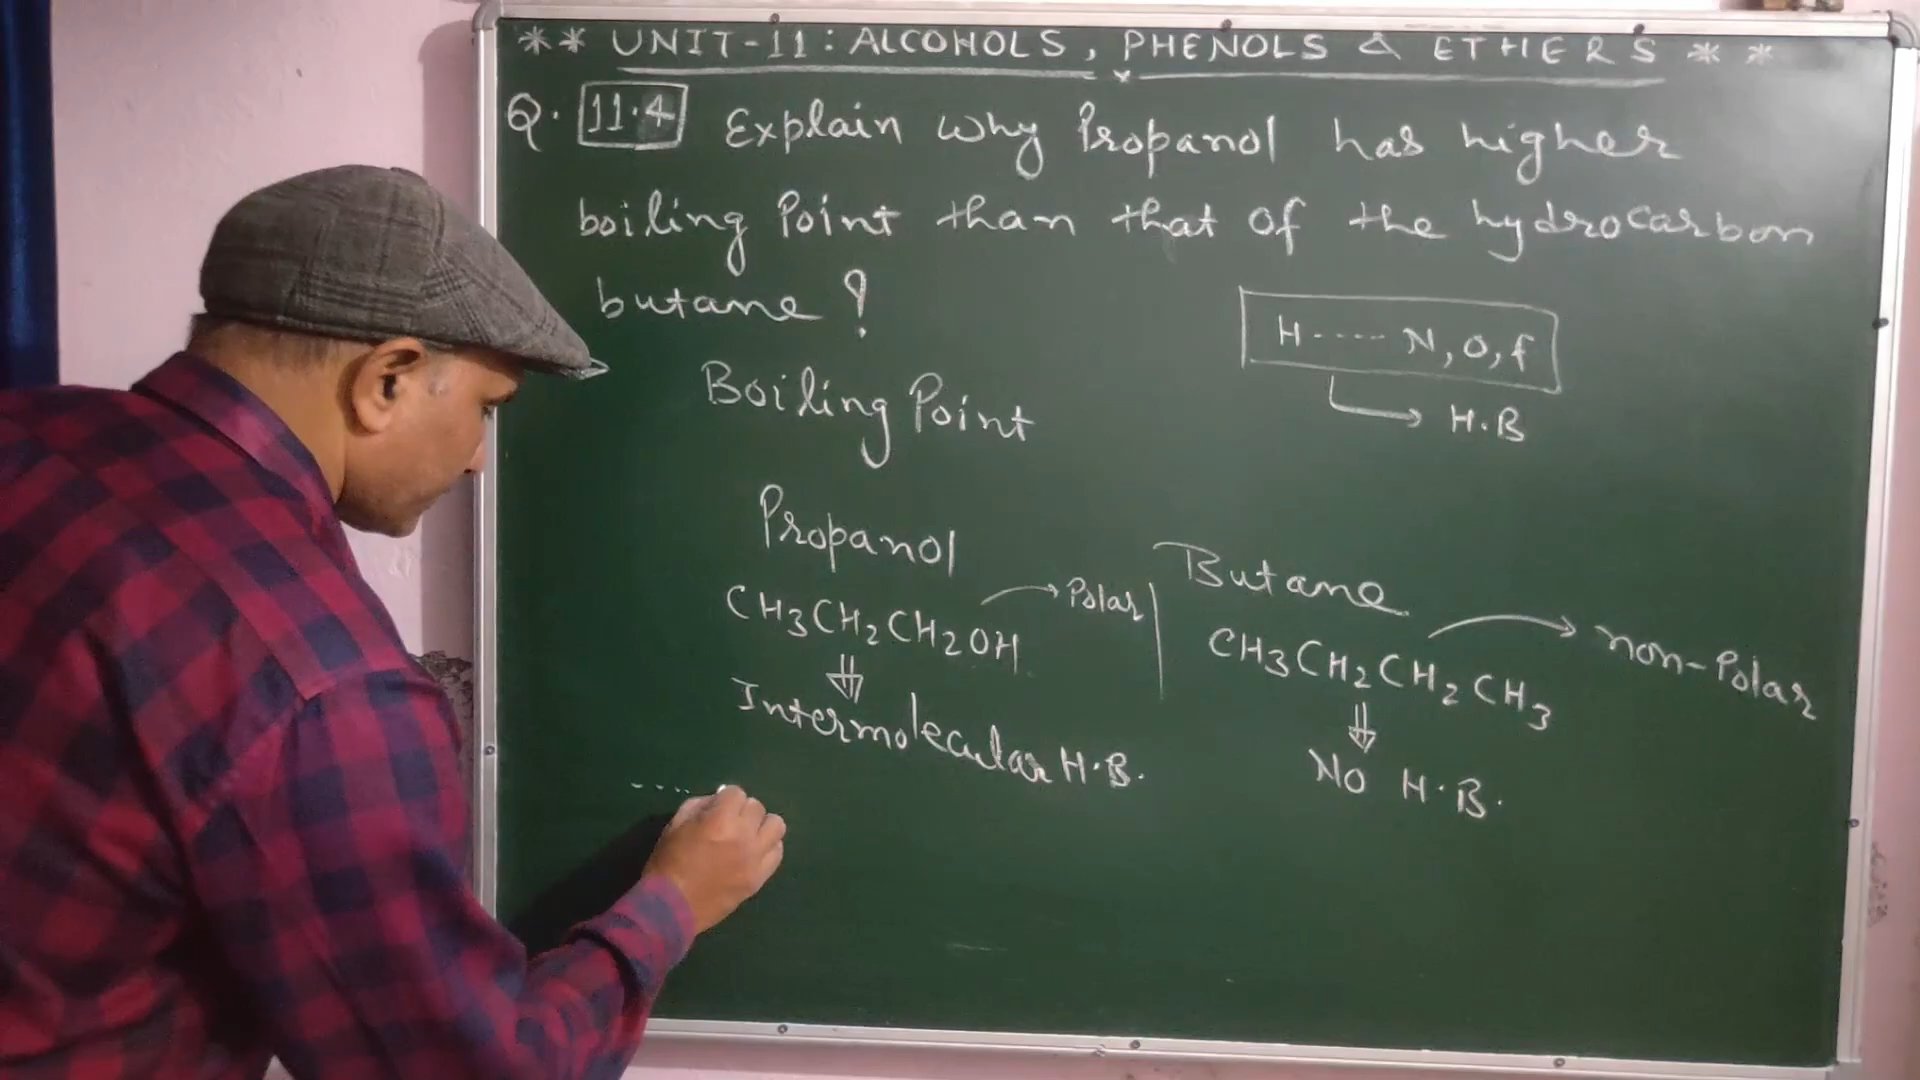 ** UNIT-11: ALCOHOLS, PHENOLS & ETHERS **
Q. 11.4 Explain why Propanol has higher
boiling Point than that of the hydrocarbon
butane?
H ----- N, O, F
H.B
Boiling Point
Propanol
CH3CH2CH2OH
Polar
Intermolecular H.B.
-----
Butane
CH3CH2CH2CH3
non-Polar
No H.B.